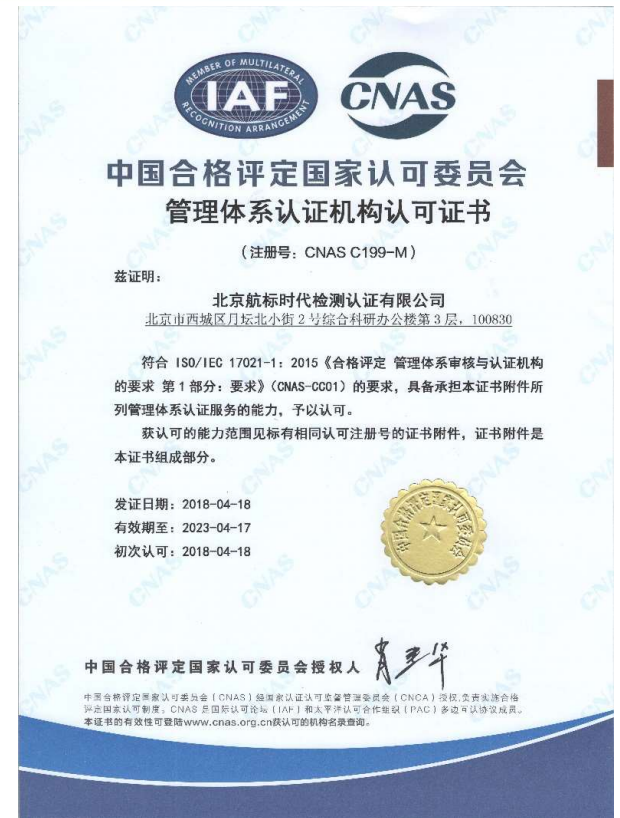 MEMBER OF MULTILATERAL
IAF
RECOGNITION ARRANGEMENT
CNAS
中国合格评定国家认可委员会
管理体系认证机构认可证书
（注册号：CNAS C199-M）
兹证明：
北京航标时代检测认证有限公司
北京市西城区月坛北小街2号综合科研办公楼第3层，100830
符合 ISO/IEC 17021-1：2015《合格评定 管理体系审核与认证机构
的要求 第1部分：要求》（CNAS-CC01）的要求，具备承担本证书附件所
列管理体系认证服务的能力，予以认可。
获认可的能力范围见标有相同认可注册号的证书附件，证书附件是
本证书组成部分。
发证日期：2018-04-18
有效期至：2023-04-17
初次认可：2018-04-18
中国合格评定国家认可委员会
中国合格评定国家认可委员会授权人
中国合格评定国家认可委员会（CNAS）经国家认证认可监督管理委员会（CNCA）授权，负责实施合格
评定国家认可制度。CNAS 是国际认可论坛（IAF）和太平洋认可合作组织（PAC）多边互认协议成员。
本证书的有效性可登陆www.cnas.org.cn获认可的机构名录查询。